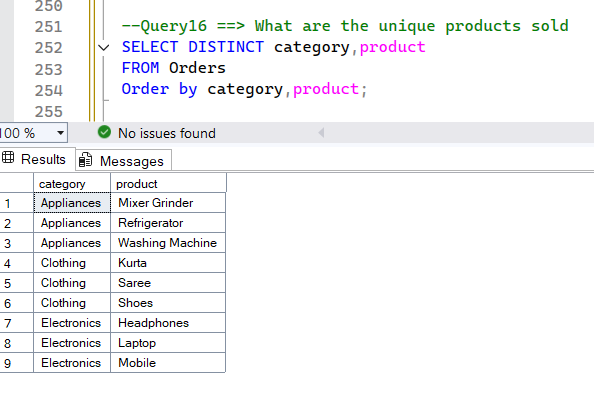 250
251 --Query16 ==> What are the unique products sold
252 SELECT DISTINCT category,product
253 FROM Orders
254 Order by category,product;
255
100 % No issues found
Results Messages
category product
1 Appliances Mixer Grinder
2 Appliances Refrigerator
3 Appliances Washing Machine
4 Clothing Kurta
5 Clothing Saree
6 Clothing Shoes
7 Electronics Headphones
8 Electronics Laptop
9 Electronics Mobile